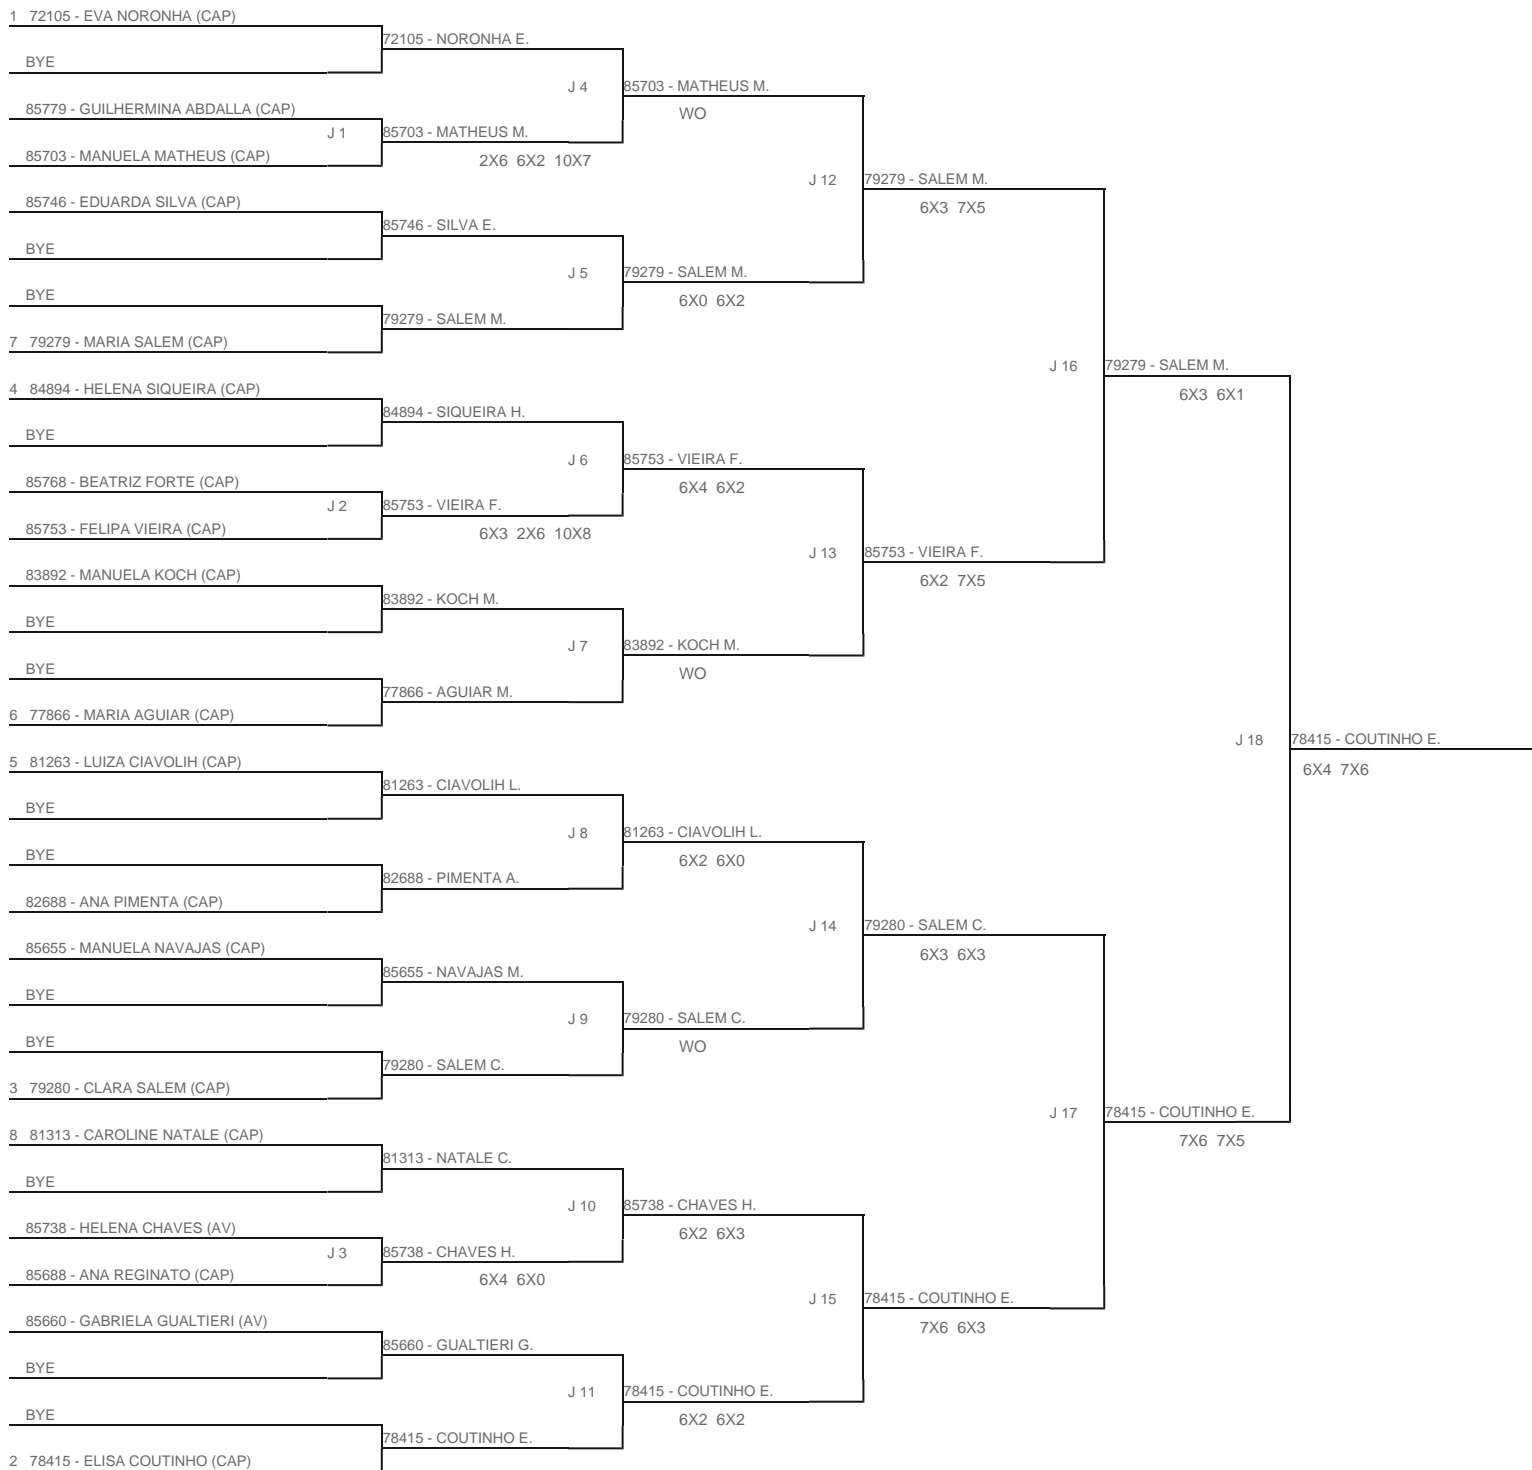 1 72105 - EVA NORONHA (CAP)
72105 - NORONHA E.
BYE
J 4
85703 - MATHEUS M.
WO
85779 - GUILHERMINA ABDALLA (CAP)
J 1
85703 - MATHEUS M.
2X6 6X2 10X7
85703 - MANUELA MATHEUS (CAP)
J 12
79279 - SALEM M.
6X3 7X5
85746 - EDUARDA SILVA (CAP)
85746 - SILVA E.
BYE
J 5
79279 - SALEM M.
6X0 6X2
BYE
79279 - SALEM M.
7 79279 - MARIA SALEM (CAP)
J 16
79279 - SALEM M.
6X3 6X1
4 84894 - HELENA SIQUEIRA (CAP)
84894 - SIQUEIRA H.
BYE
J 6
85753 - VIEIRA F.
6X4 6X2
85768 - BEATRIZ FORTE (CAP)
J 2
85753 - VIEIRA F.
6X3 2X6 10X8
85753 - FELIPA VIEIRA (CAP)
J 13
85753 - VIEIRA F.
6X2 7X5
83892 - MANUELA KOCH (CAP)
83892 - KOCH M.
BYE
J 7
83892 - KOCH M.
WO
BYE
77866 - AGUIAR M.
6 77866 - MARIA AGUIAR (CAP)
J 18
78415 - COUTINHO E.
6X4 7X6
5 81263 - LUIZA CIAVOLIH (CAP)
81263 - CIAVOLIH L.
BYE
J 8
81263 - CIAVOLIH L.
6X2 6X0
BYE
82688 - PIMENTA A.
82688 - ANA PIMENTA (CAP)
J 14
79280 - SALEM C.
6X3 6X3
85655 - MANUELA NAVAJAS (CAP)
85655 - NAVAJAS M.
BYE
J 9
79280 - SALEM C.
WO
BYE
79280 - SALEM C.
3 79280 - CLARA SALEM (CAP)
J 17
78415 - COUTINHO E.
7X6 7X5
8 81313 - CAROLINE NATALE (CAP)
81313 - NATALE C.
BYE
J 10
85738 - CHAVES H.
6X2 6X3
85738 - HELENA CHAVES (AV)
J 3
85738 - CHAVES H.
6X4 6X0
85688 - ANA REGINATO (CAP)
J 15
78415 - COUTINHO E.
7X6 6X3
85660 - GABRIELA GUALTIERI (AV)
85660 - GUALTIERI G.
BYE
J 11
78415 - COUTINHO E.
6X2 6X2
BYE
78415 - COUTINHO E.
2 78415 - ELISA COUTINHO (CAP)